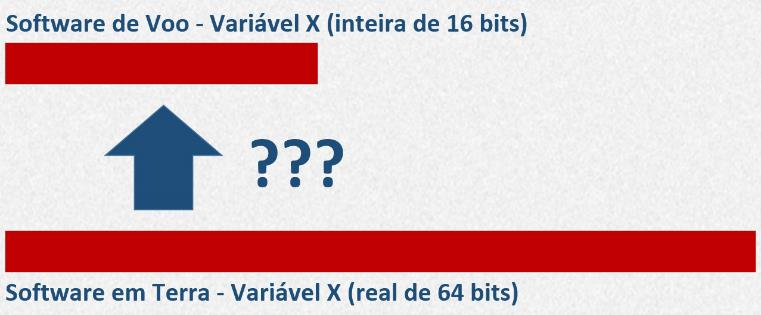 Software de Voo - Variável X (inteira de 16 bits)
???
Software em Terra - Variável X (real de 64 bits)